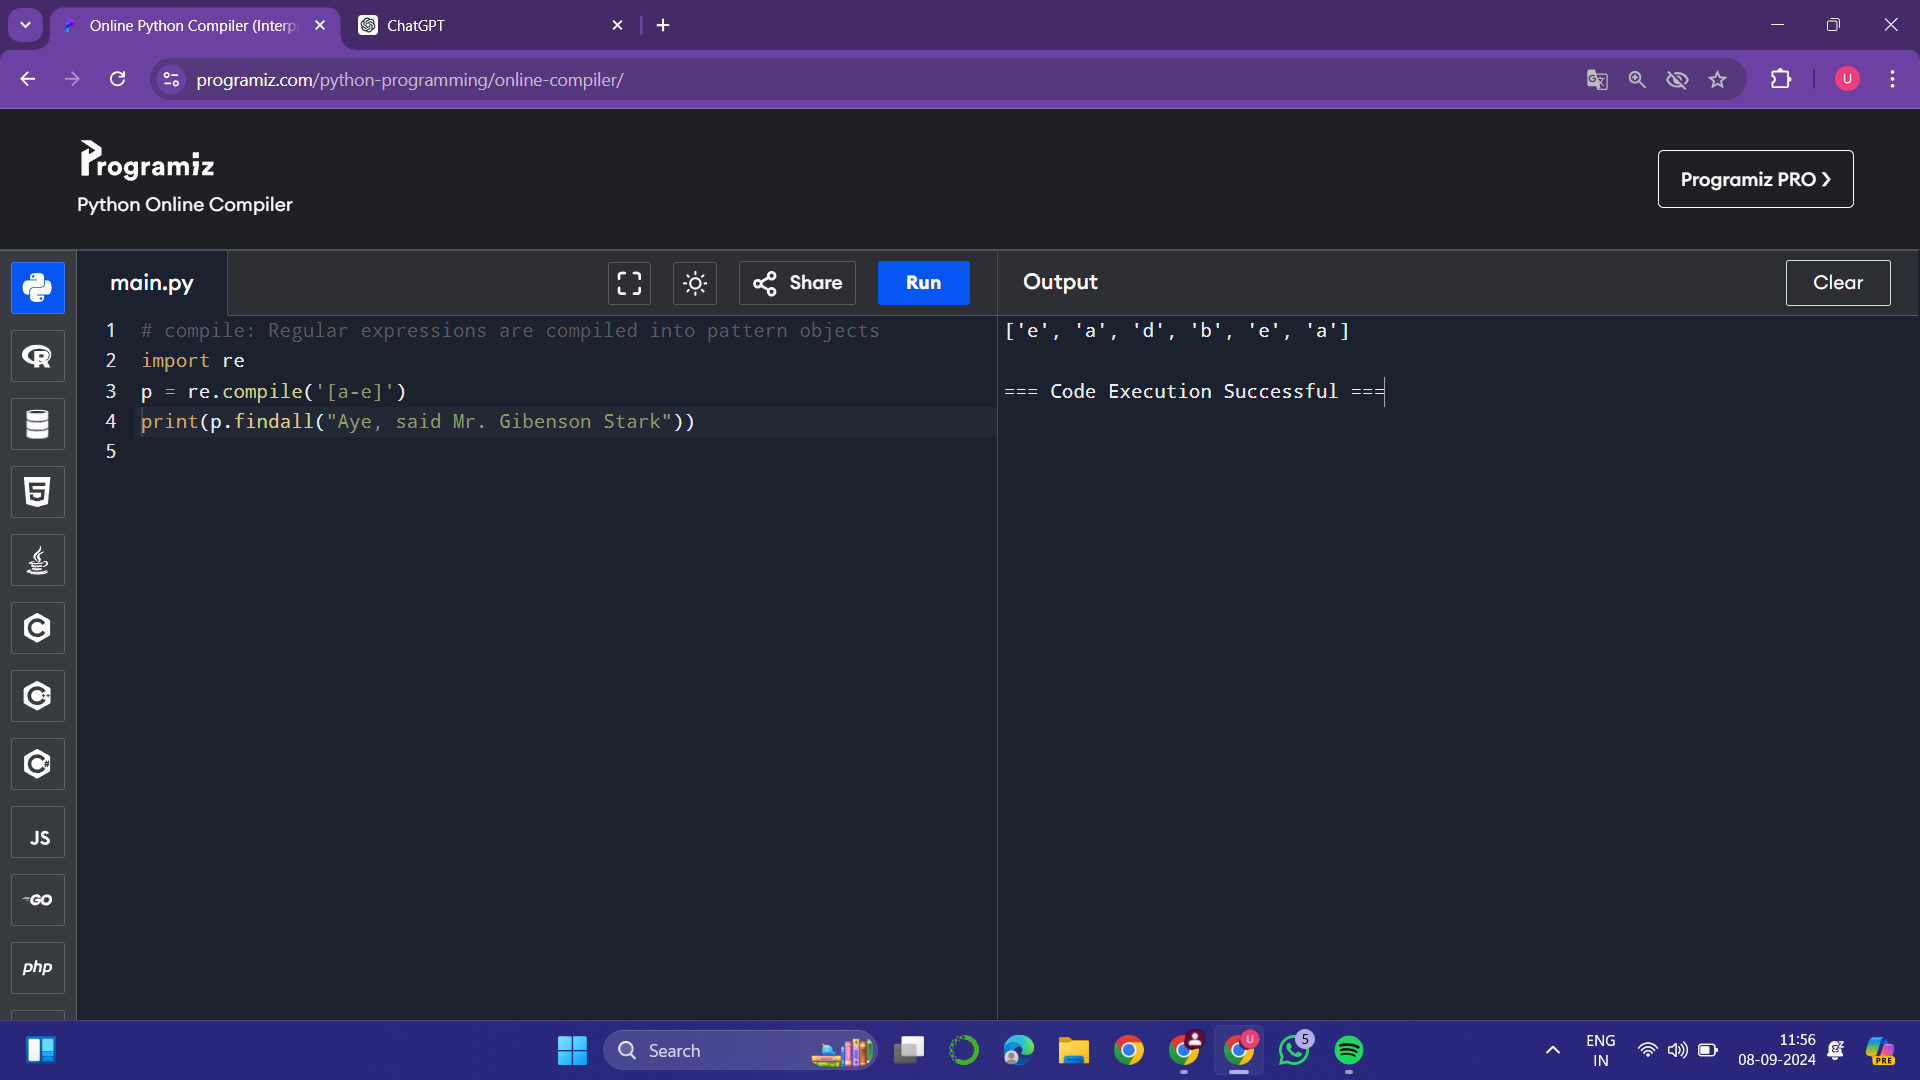 Online Python Compiler (Interp
ChatGPT
programiz.com/python-programming/online-compiler/
U
Programiz
Python Online Compiler
Programiz PRO ❯
main.py
Share
Run
Output
Clear
1 # compile: Regular expressions are compiled into pattern objects
2 import re
3 p = re.compile('[a-e]')
4 print(p.findall("Aye, said Mr. Gibenson Stark"))
5
['e', 'a', 'd', 'b', 'e', 'a']
=== Code Execution Successful ===
R
5
C
C++
C#
JS
GO
php
Search
U
5
ENG
IN
11:56
08-09-2024
PRE